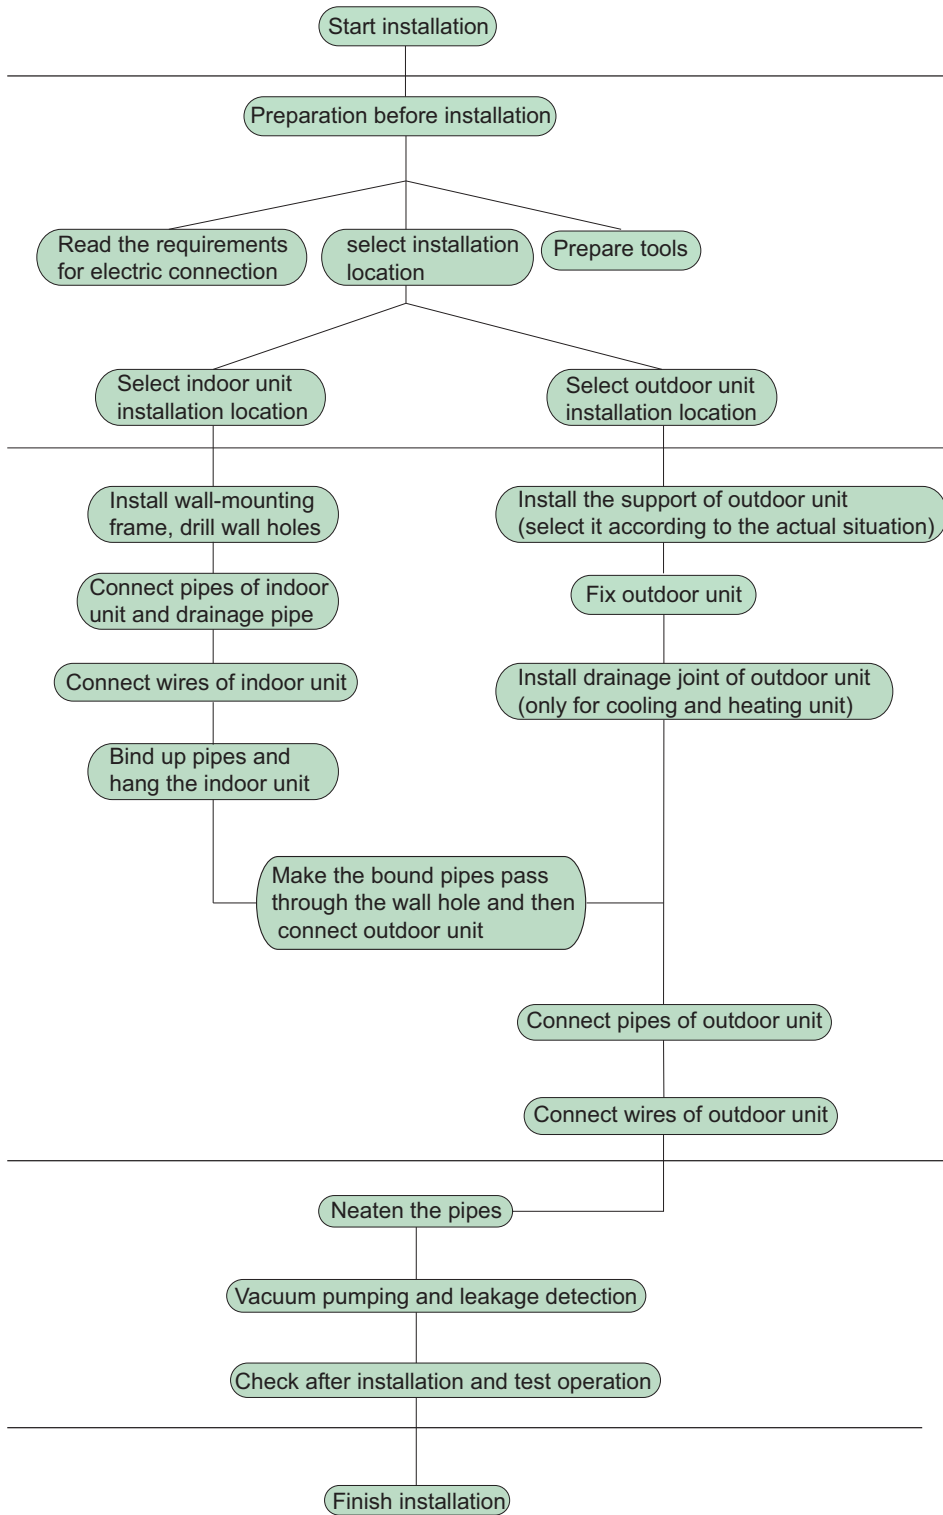 Start installation
Preparation before installation
Read the requirements
for electric connection
select installation
location
Prepare tools
Select indoor unit
installation location
Select outdoor unit
installation location
Install wall-mounting
frame, drill wall holes
Install the support of outdoor unit
(select it according to the actual situation)
Connect pipes of indoor
unit and drainage pipe
Fix outdoor unit
Connect wires of indoor unit
Install drainage joint of outdoor unit
(only for cooling and heating unit)
Bind up pipes and
hang the indoor unit
Make the bound pipes pass
through the wall hole and then
connect outdoor unit
Connect pipes of outdoor unit
Connect wires of outdoor unit
Neaten the pipes
Vacuum pumping and leakage detection
Check after installation and test operation
Finish installation